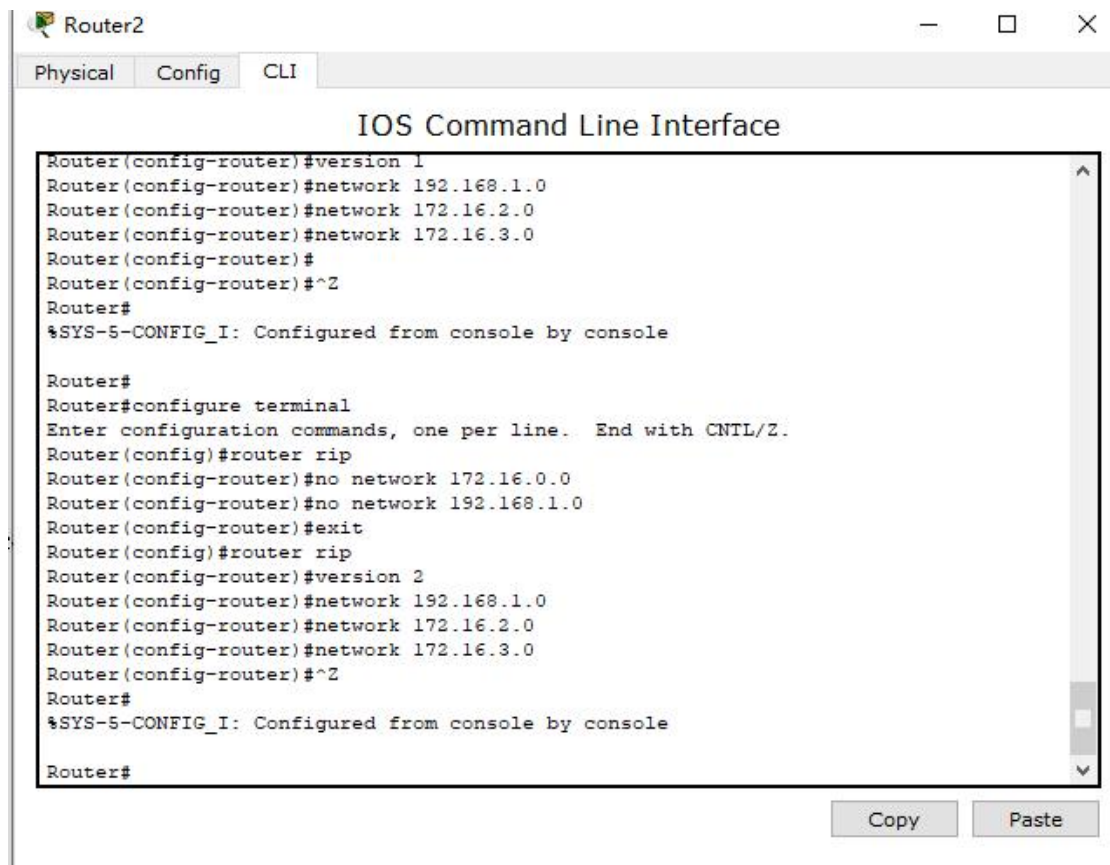 Router2
Physical Config CLI
IOS Command Line Interface
Router(config-router)#version 1
Router(config-router)#network 192.168.1.0
Router(config-router)#network 172.16.2.0
Router(config-router)#network 172.16.3.0
Router(config-router)#
Router(config-router)#^Z
Router#
%SYS-5-CONFIG_I: Configured from console by console
Router#
Router#configure terminal
Enter configuration commands, one per line.  End with CNTL/Z.
Router(config)#router rip
Router(config-router)#no network 172.16.0.0
Router(config-router)#no network 192.168.1.0
Router(config-router)#exit
Router(config)#router rip
Router(config-router)#version 2
Router(config-router)#network 192.168.1.0
Router(config-router)#network 172.16.2.0
Router(config-router)#network 172.16.3.0
Router(config-router)#^Z
Router#
%SYS-5-CONFIG_I: Configured from console by console
Router#
Copy Paste